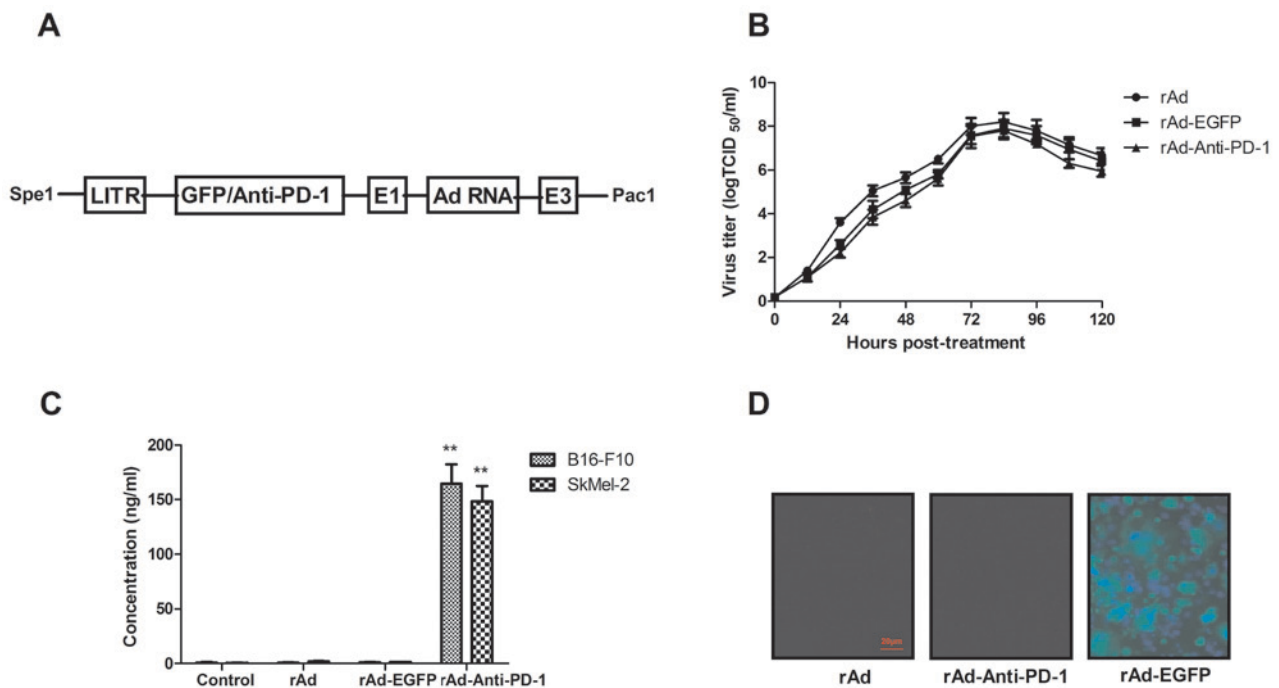 A
Spe1 LITR GFP/Anti-PD-1 E1 Ad RNA E3 Pac1
B
Virus titer (logTCID 50/ml)
10
8
6
4
2
0
0 24 48 72 96 120
Hours post-treatment
rAd
rAd-EGFP
rAd-Anti-PD-1
C
Concentration (ng/ml)
200
150
100
50
0
** **
Control rAd rAd-EGFP rAd-Anti-PD-1
B16-F10
SkMel-2
D
20μm
rAd rAd-Anti-PD-1 rAd-EGFP